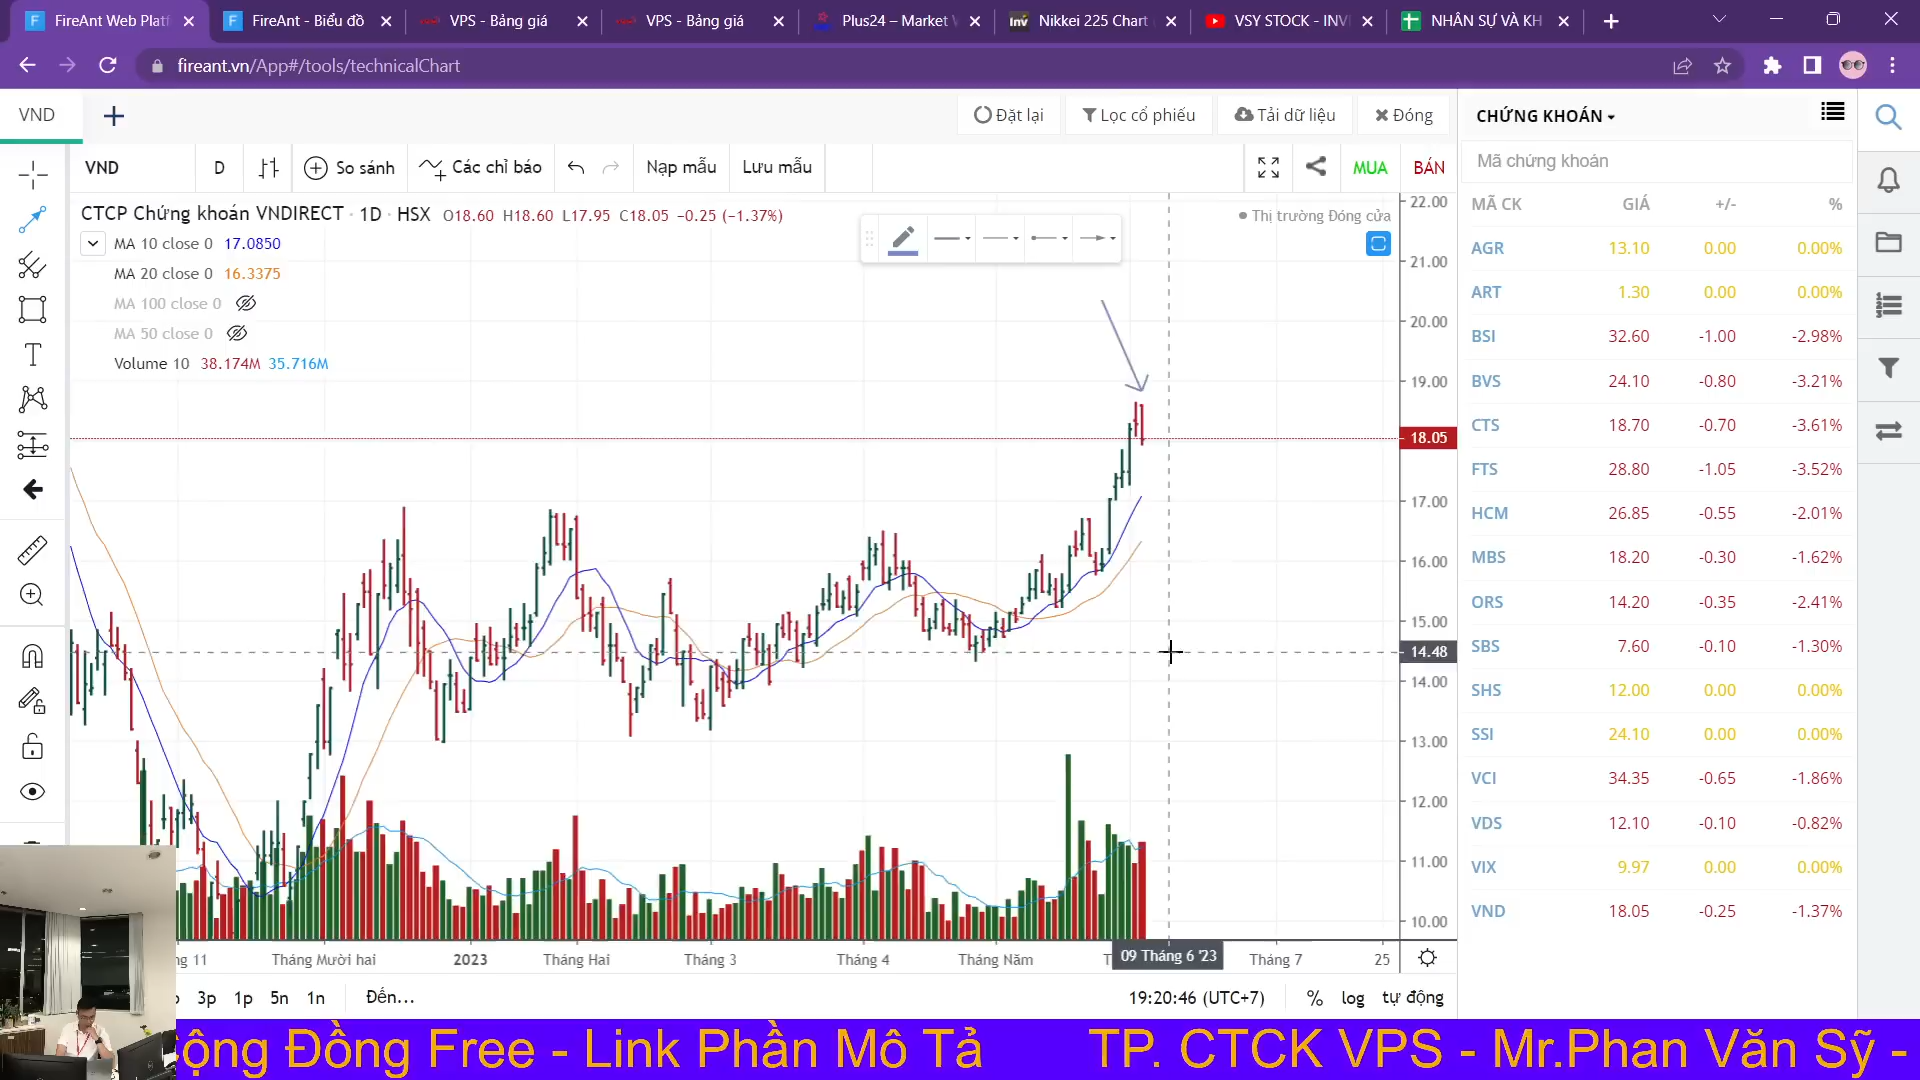 FireAnt Web Platf
FireAnt - Biểu đồ
VPS - Bảng giá
VPS - Bảng giá
Plus24 – Market
Nikkei 225 Chart
VSY STOCK - INV
NHÂN SỰ VÀ KH
fireant.vn/App#/tools/technicalChart
VND
Đặt lại
Lọc cổ phiếu
Tải dữ liệu
Đóng
VND
D
So sánh
Các chỉ báo
Nạp mẫu
Lưu mẫu
MUA
BÁN
CTCP Chứng khoán VNDIRECT · 1D · HSX O18.60 H18.60 L17.95 C18.05 −0.25 (−1.37%)
Thị trường Đóng cửa
MA 10 close 0 17.0850
MA 20 close 0 16.3375
MA 100 close 0
MA 50 close 0
Volume 10 38.174M 35.716M
22.00
21.00
20.00
19.00
18.05
17.00
16.00
15.00
14.48
14.00
13.00
12.00
11.00
10.00
ng 11
Tháng Mười hai
2023
Tháng Hai
Tháng 3
Tháng 4
Tháng Năm
09 Tháng 6 '23
Tháng 7
25
3p 1p 5n 1n Đến...
19:20:46 (UTC+7) % log tự động
CHỨNG KHOÁN
Mã chứng khoán
MÃ CK GIÁ +/- %
AGR 13.10 0.00 0.00%
ART 1.30 0.00 0.00%
BSI 32.60 -1.00 -2.98%
BVS 24.10 -0.80 -3.21%
CTS 18.70 -0.70 -3.61%
FTS 28.80 -1.05 -3.52%
HCM 26.85 -0.55 -2.01%
MBS 18.20 -0.30 -1.62%
ORS 14.20 -0.35 -2.41%
SBS 7.60 -0.10 -1.30%
SHS 12.00 0.00 0.00%
SSI 24.10 0.00 0.00%
VCI 34.35 -0.65 -1.86%
VDS 12.10 -0.10 -0.82%
VIX 9.97 0.00 0.00%
VND 18.05 -0.25 -1.37%
ộng Đồng Free - Link Phần Mô Tả TP. CTCK VPS - Mr.Phan Văn Sỹ -